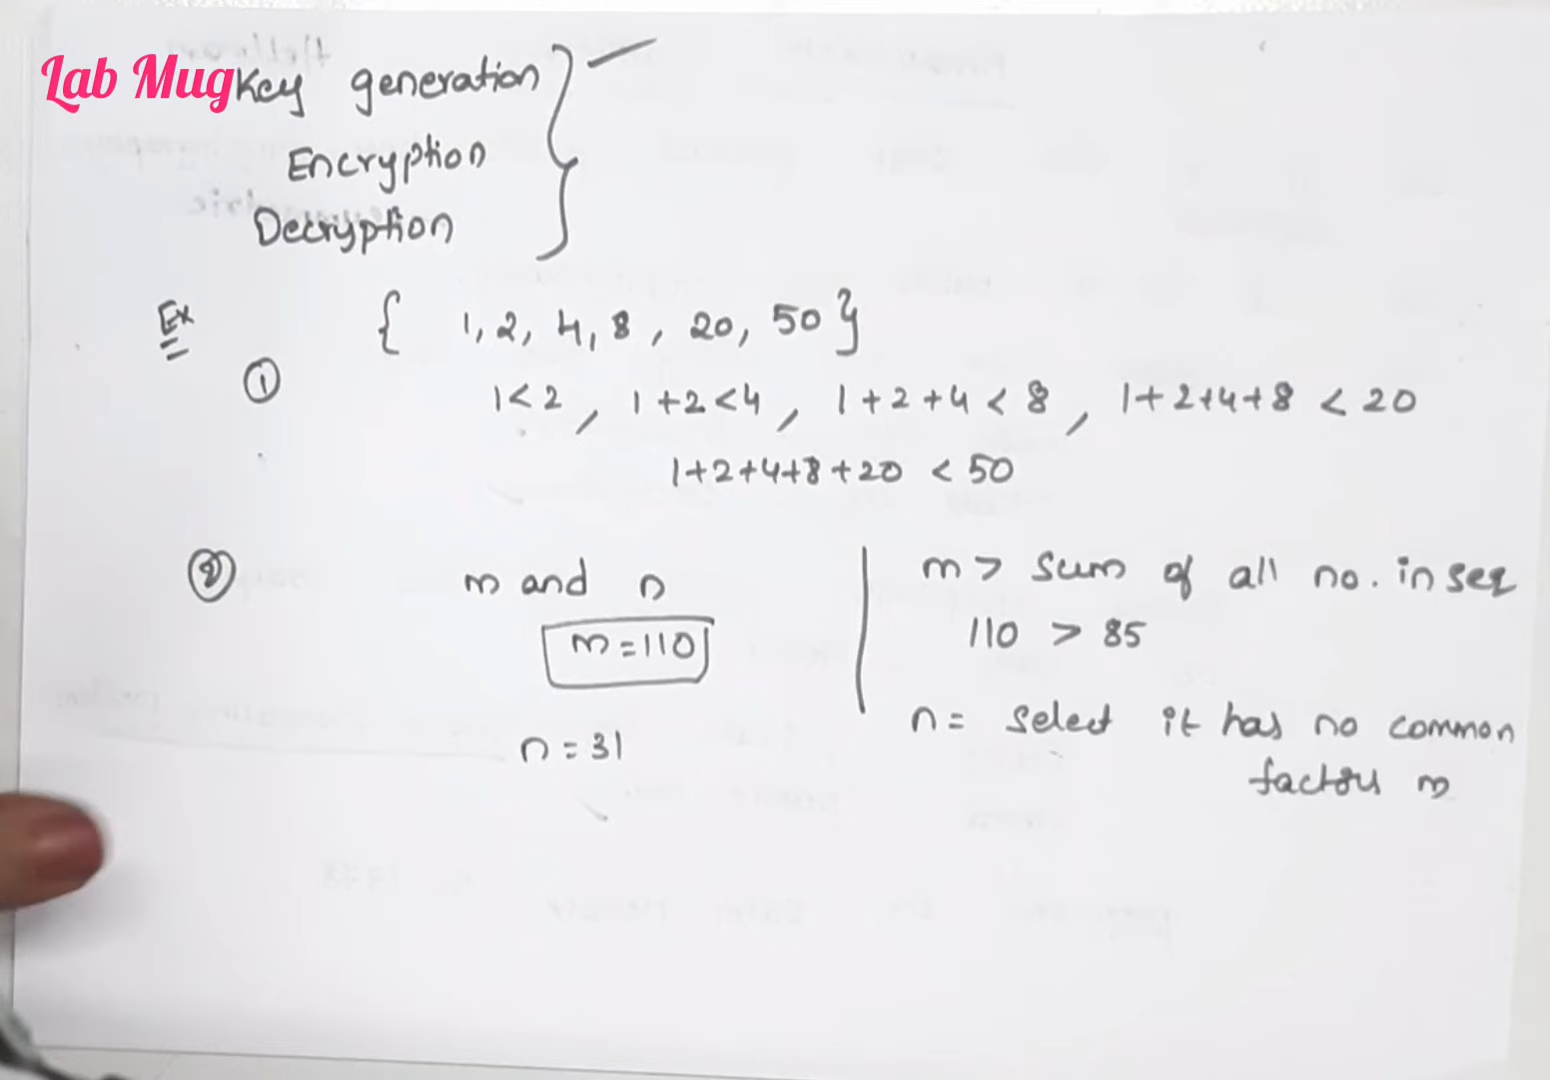 Lab Mug
Key generation
Encryption
Decryption
Ex { 1, 2, 4, 8, 20, 50 }
① 1 < 2, 1 + 2 < 4, 1 + 2 + 4 < 8, 1 + 2 + 4 + 8 < 20
1 + 2 + 4 + 8 + 20 < 50
② m and n
m = 110
n = 31
m > sum of all no. in seq
110 > 85
n = select it has no common
factors m